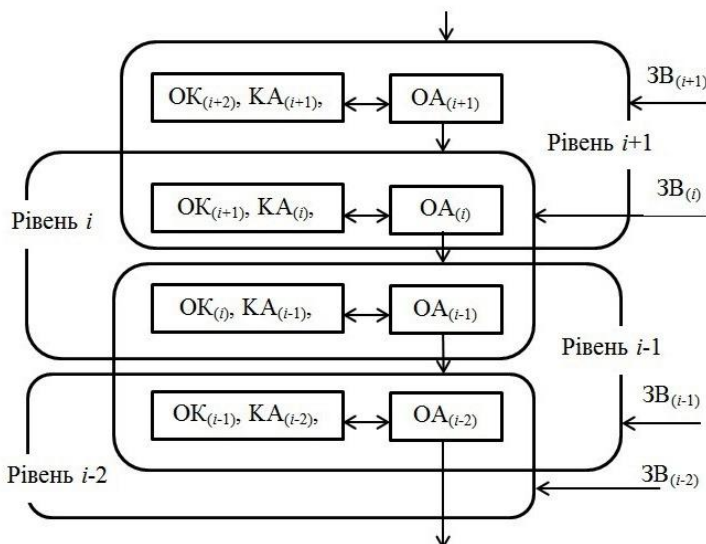 ЗВ(i+1)
ОК(i+2), КА(i+1),
ОА(i+1)
Рівень i+1
ЗВ(i)
ОК(i+1), КА(i),
ОА(i)
Рівень i
ОК(i), КА(i-1),
ОА(i-1)
Рівень i-1
ОК(i-1), КА(i-2),
ОА(i-2)
ЗВ(i-1)
Рівень i-2
ЗВ(i-2)